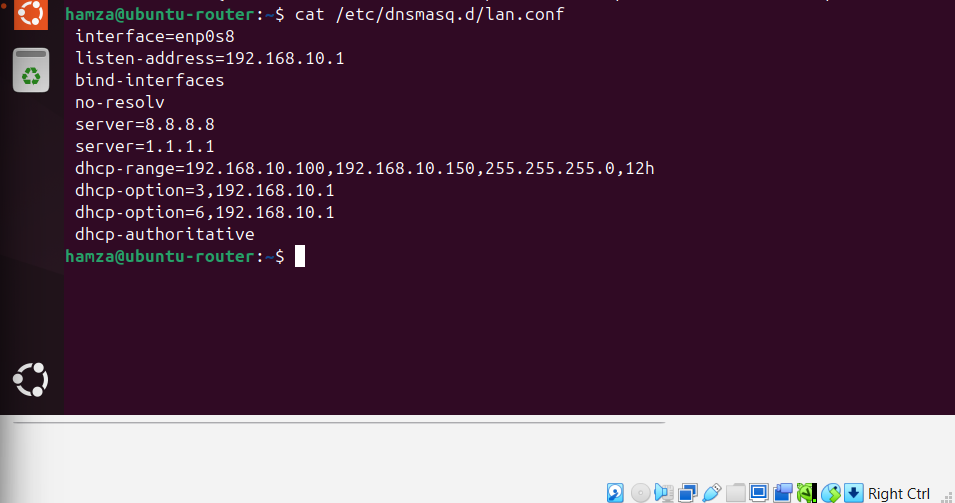 hamza@ubuntu-router:~$ cat /etc/dnsmasq.d/lan.conf
interface=enp0s8
listen-address=192.168.10.1
bind-interfaces
no-resolv
server=8.8.8.8
server=1.1.1.1
dhcp-range=192.168.10.100,192.168.10.150,255.255.255.0,12h
dhcp-option=3,192.168.10.1
dhcp-option=6,192.168.10.1
dhcp-authoritative
hamza@ubuntu-router:~$
Right Ctrl